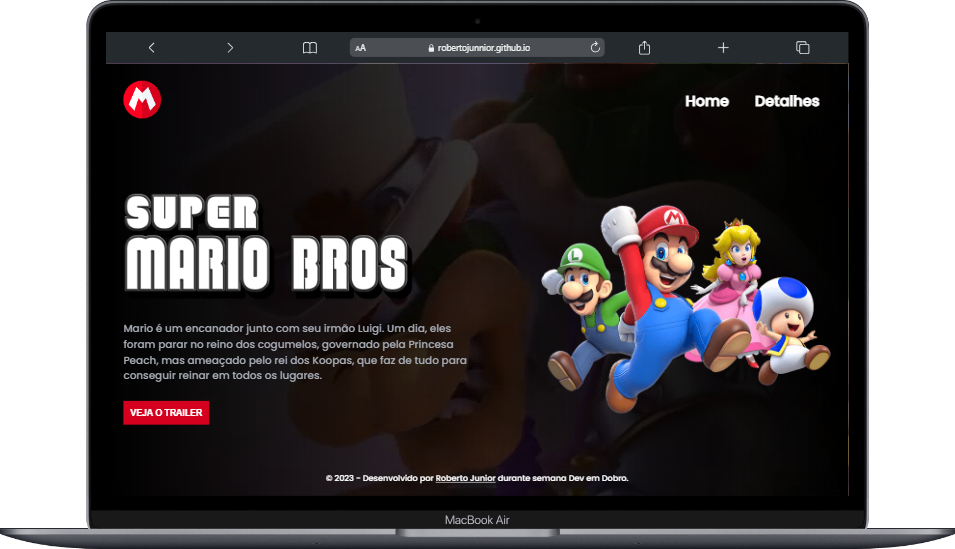 AA robertojunnior.github.io
M
Home Detalhes
SUPER
MARIO BROS
M
L
Mario é um encanador junto com seu irmão Luigi. Um dia, eles
foram parar no reino dos cogumelos, governado pela Princesa
Peach, mas ameaçado pelo rei dos Koopas, que faz de tudo para
conseguir reinar em todos os lugares.
VEJA O TRAILER
© 2023 - Desenvolvido por Roberto Junior durante semana Dev em Dobro.
MacBook Air